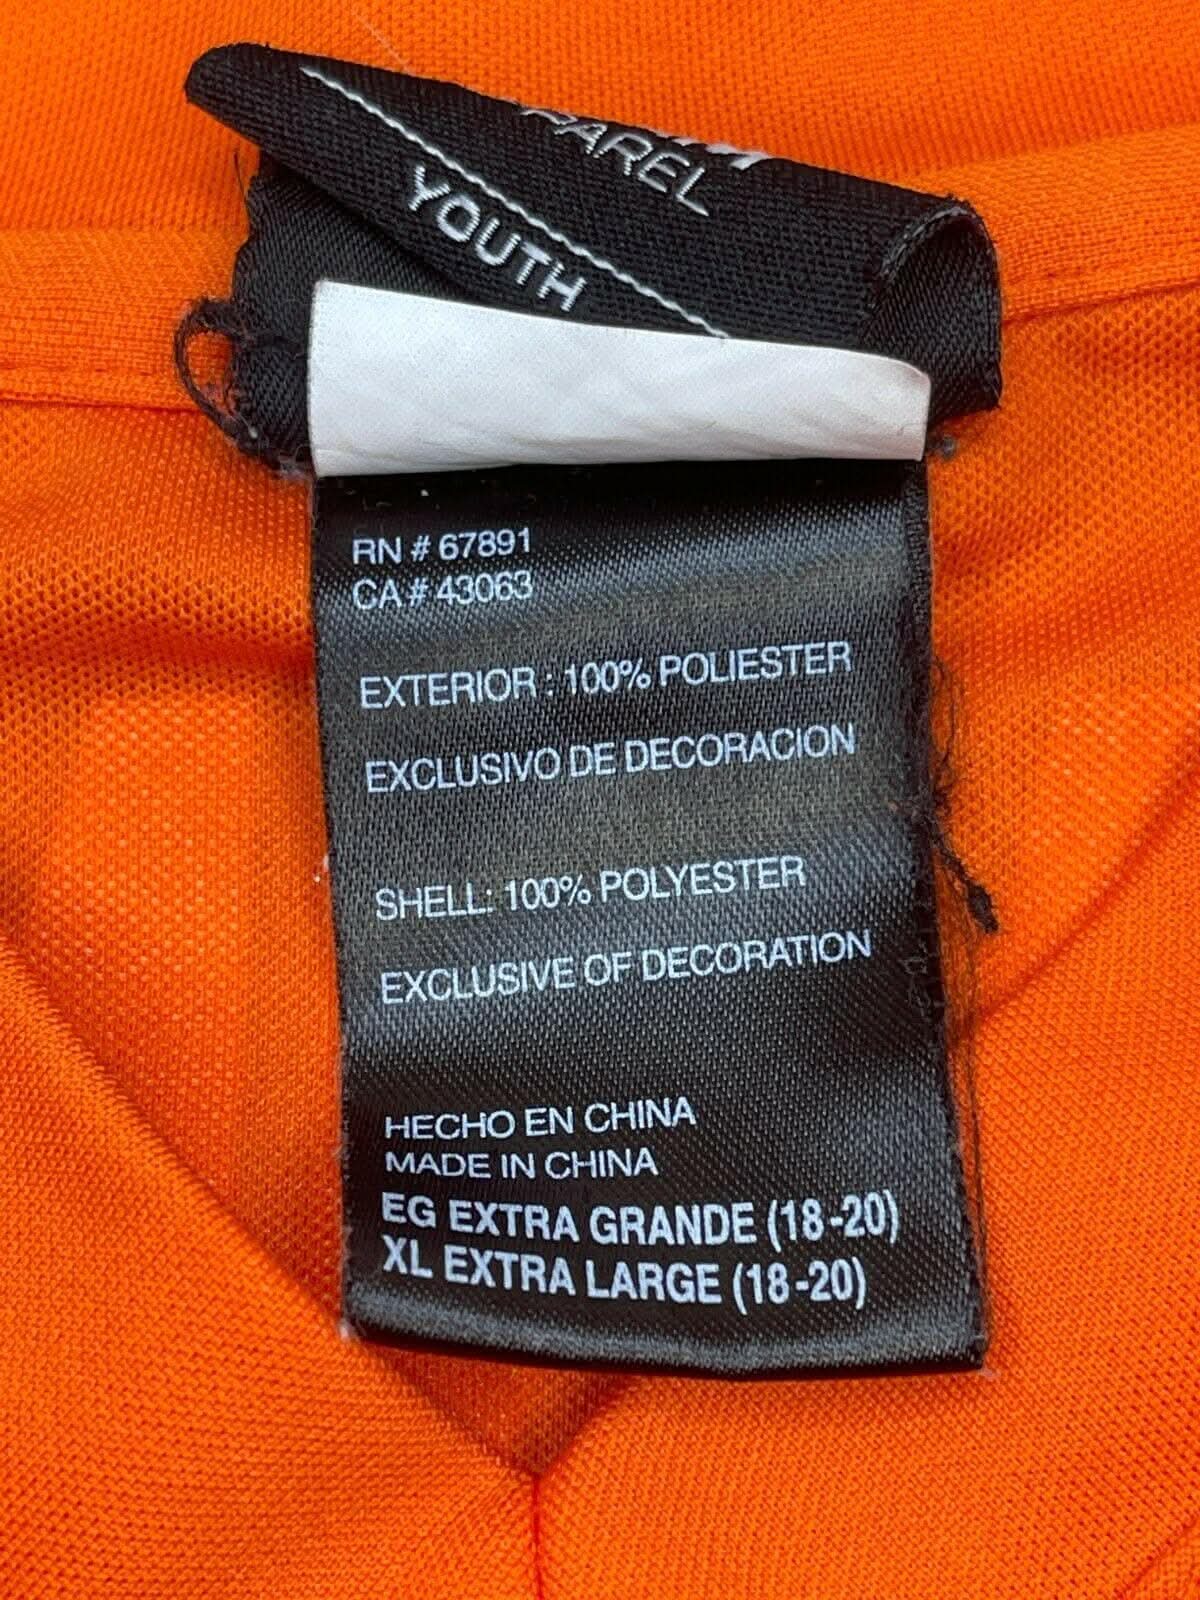 YOUTH
RN # 67891
CA # 43063
EXTERIOR : 100% POLIESTER
EXCLUSIVO DE DECORACION
SHELL: 100% POLYESTER
EXCLUSIVE OF DECORATION
HECHO EN CHINA
MADE IN CHINA
EG EXTRA GRANDE (18-20)
XL EXTRA LARGE (18-20)